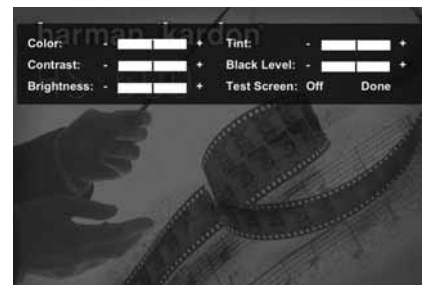 harman kardon
Color: - + Tint: - +
Contrast: - + Black Level: - +
Brightness: - + Test Screen: Off Done